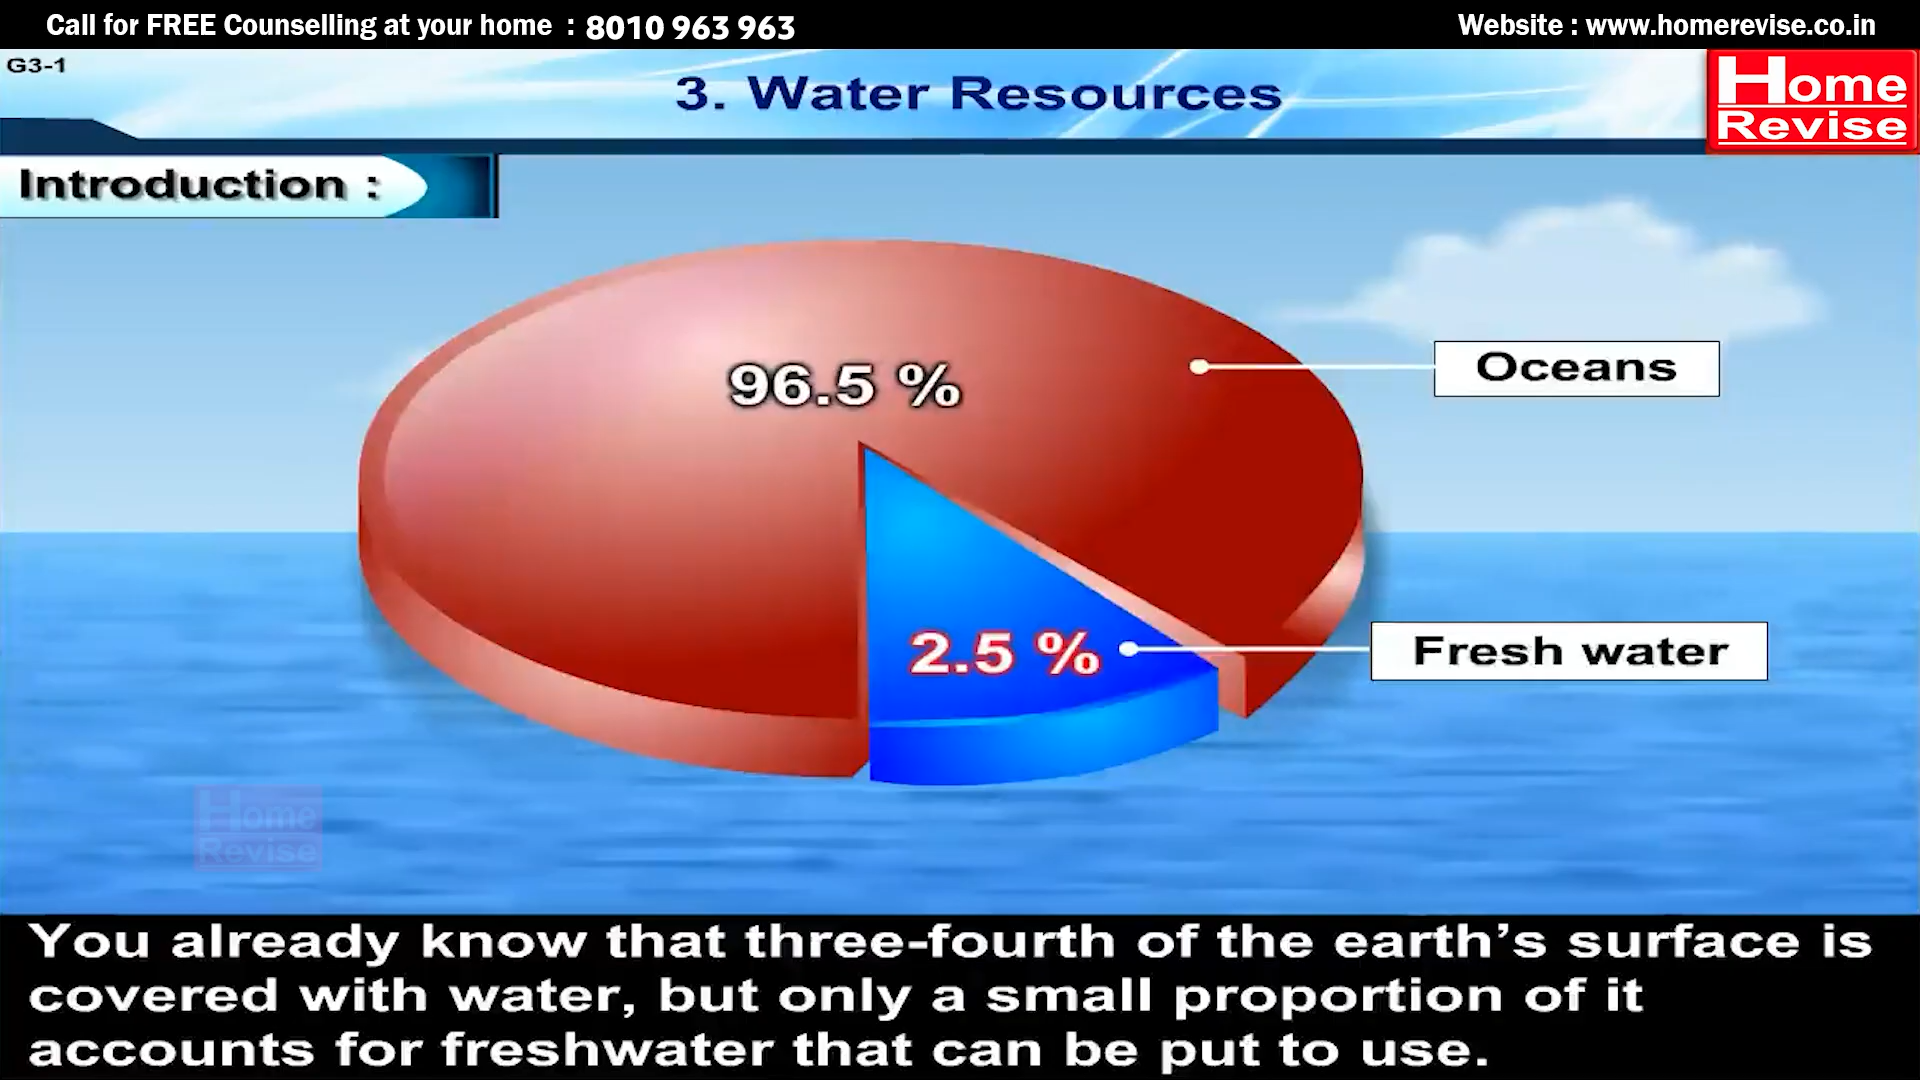 Call for FREE Counselling at your home : 8010 963 963
Website : www.homerevise.co.in
G3-1
3. Water Resources
Home
Revise
Introduction :
96.5 %
Oceans
2.5 %
Fresh water
Home
Revise
You already know that three-fourth of the earth’s surface is
covered with water, but only a small proportion of it
accounts for freshwater that can be put to use.